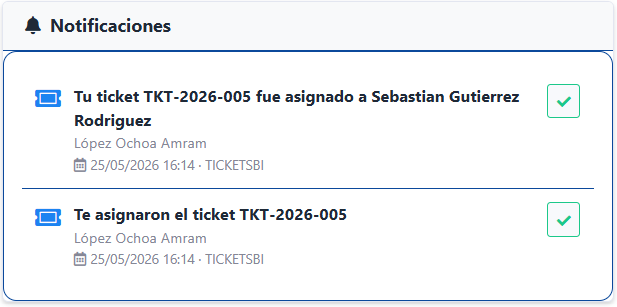 Notificaciones
Tu ticket TKT-2026-005 fue asignado a Sebastian Gutierrez
Rodriguez
López Ochoa Amram
25/05/2026 16:14 · TICKETSBI
Te asignaron el ticket TKT-2026-005
López Ochoa Amram
25/05/2026 16:14 · TICKETSBI